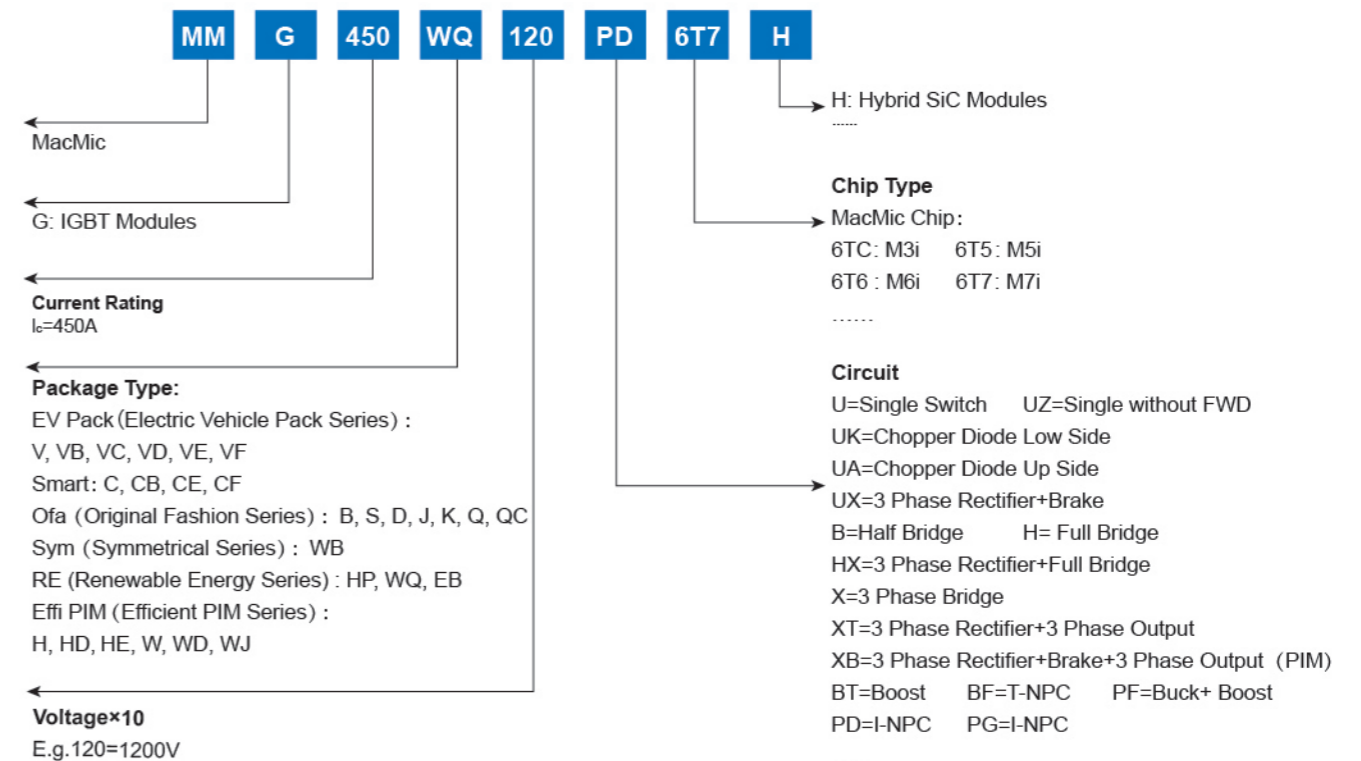 MM G 450 WQ 120 PD 6T7 H
MacMic
G: IGBT Modules
Current Rating
Ic=450A
Package Type:
EV Pack（Electric Vehicle Pack Series）:
V, VB, VC, VD, VE, VF
Smart: C, CB, CE, CF
Ofa（Original Fashion Series）: B, S, D, J, K, Q, QC
Sym（Symmetrical Series）: WB
RE (Renewable Energy Series) : HP, WQ, EB
Effi PIM（Efficient PIM Series）:
H, HD, HE, W, WD, WJ
Voltage×10
E.g.120=1200V
H: Hybrid SiC Modules
......
Chip Type
MacMic Chip:
6TC: M3i 6T5: M5i
6T6 : M6i 6T7: M7i
......
Circuit
U=Single Switch UZ=Single without FWD
UK=Chopper Diode Low Side
UA=Chopper Diode Up Side
UX=3 Phase Rectifier+Brake
B=Half Bridge H= Full Bridge
HX=3 Phase Rectifier+Full Bridge
X=3 Phase Bridge
XT=3 Phase Rectifier+3 Phase Output
XB=3 Phase Rectifier+Brake+3 Phase Output（PIM）
BT=Boost BF=T-NPC PF=Buck+ Boost
PD=I-NPC PG=I-NPC